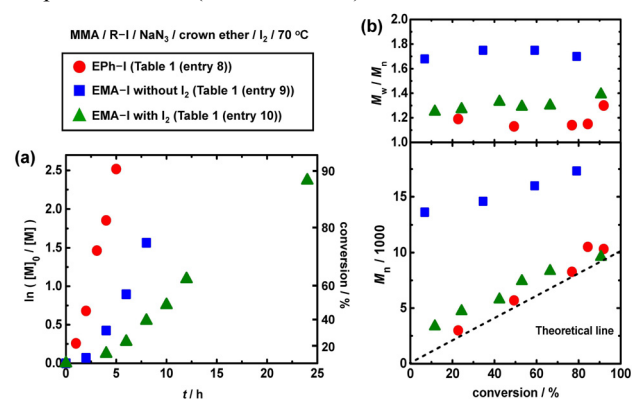 MMA / R−I / NaN3 / crown ether / I2 / 70 °C
EPh−I (Table 1 (entry 8))
EMA−I without I2 (Table 1 (entry 9))
EMA−I with I2 (Table 1 (entry 10))
(a)
2.5
2.0
1.5
1.0
0.5
0.0
ln ( [M]0 / [M] )
90
80
60
40
20
conversion / %
0 5 10 15 20 25
t / h
(b)
2.0
1.8
1.6
1.4
1.2
1.0
Mw / Mn
15
10
5
0
Mn / 1000
Theoretical line
0 20 40 60 80 100
conversion / %